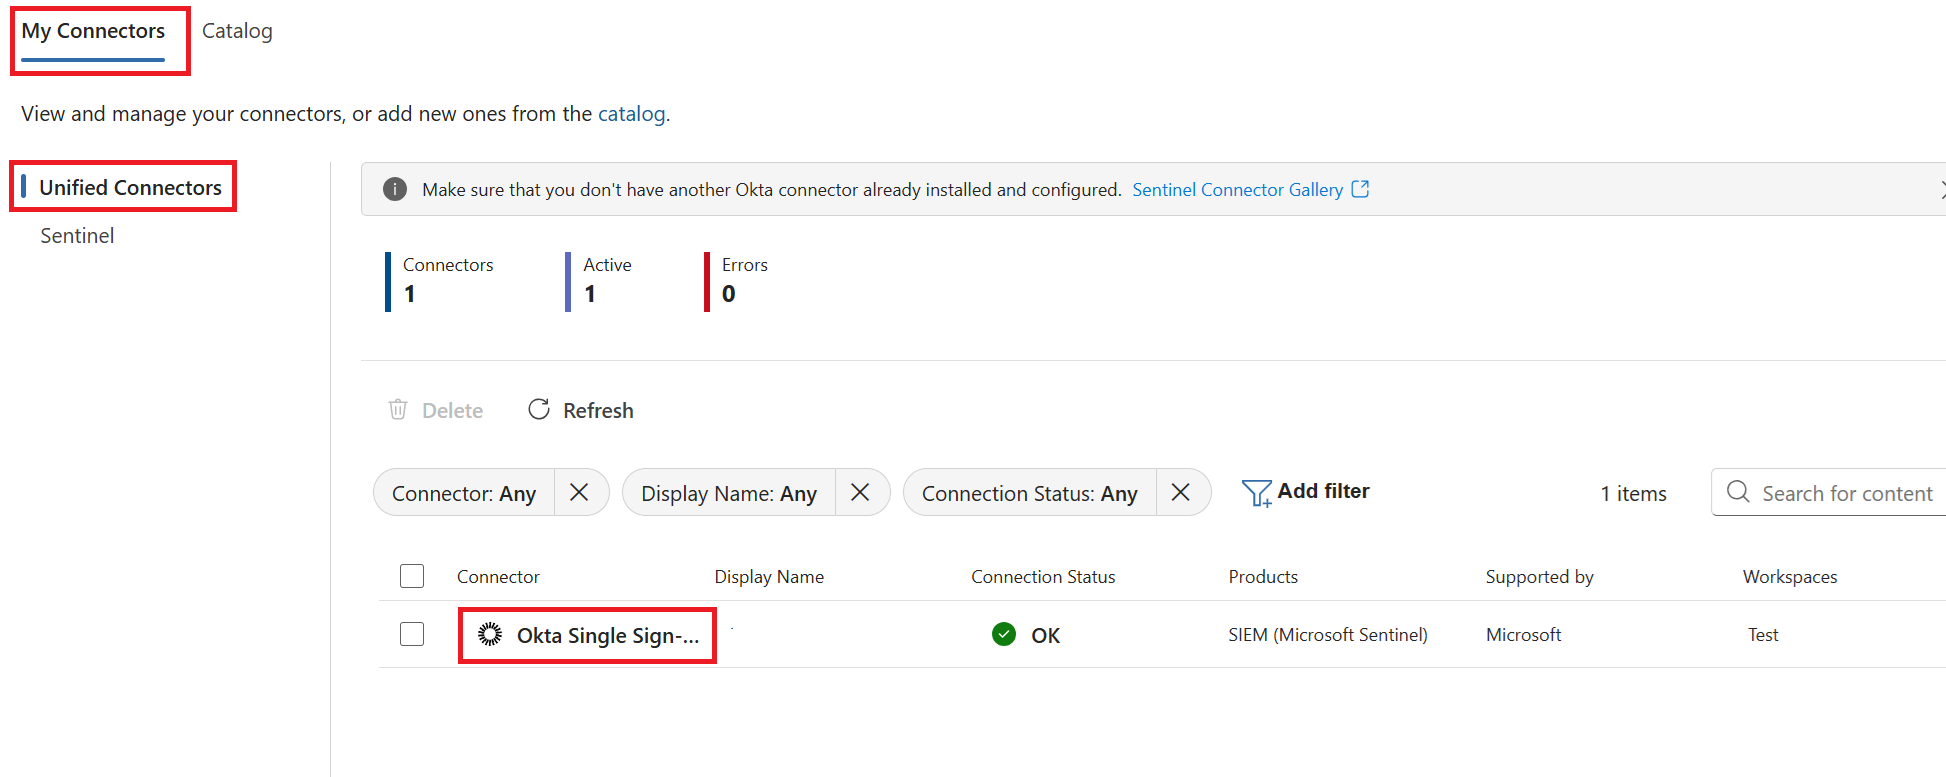 My Connectors Catalog
View and manage your connectors, or add new ones from the catalog.
Unified Connectors
Sentinel
Make sure that you don't have another Okta connector already installed and configured. Sentinel Connector Gallery
Connectors Active Errors
1 1 0
Delete Refresh
Connector: Any Display Name: Any Connection Status: Any Add filter 1 items Search for content
Connector Display Name Connection Status Products Supported by Workspaces
Okta Single Sign-... OK SIEM (Microsoft Sentinel) Microsoft Test